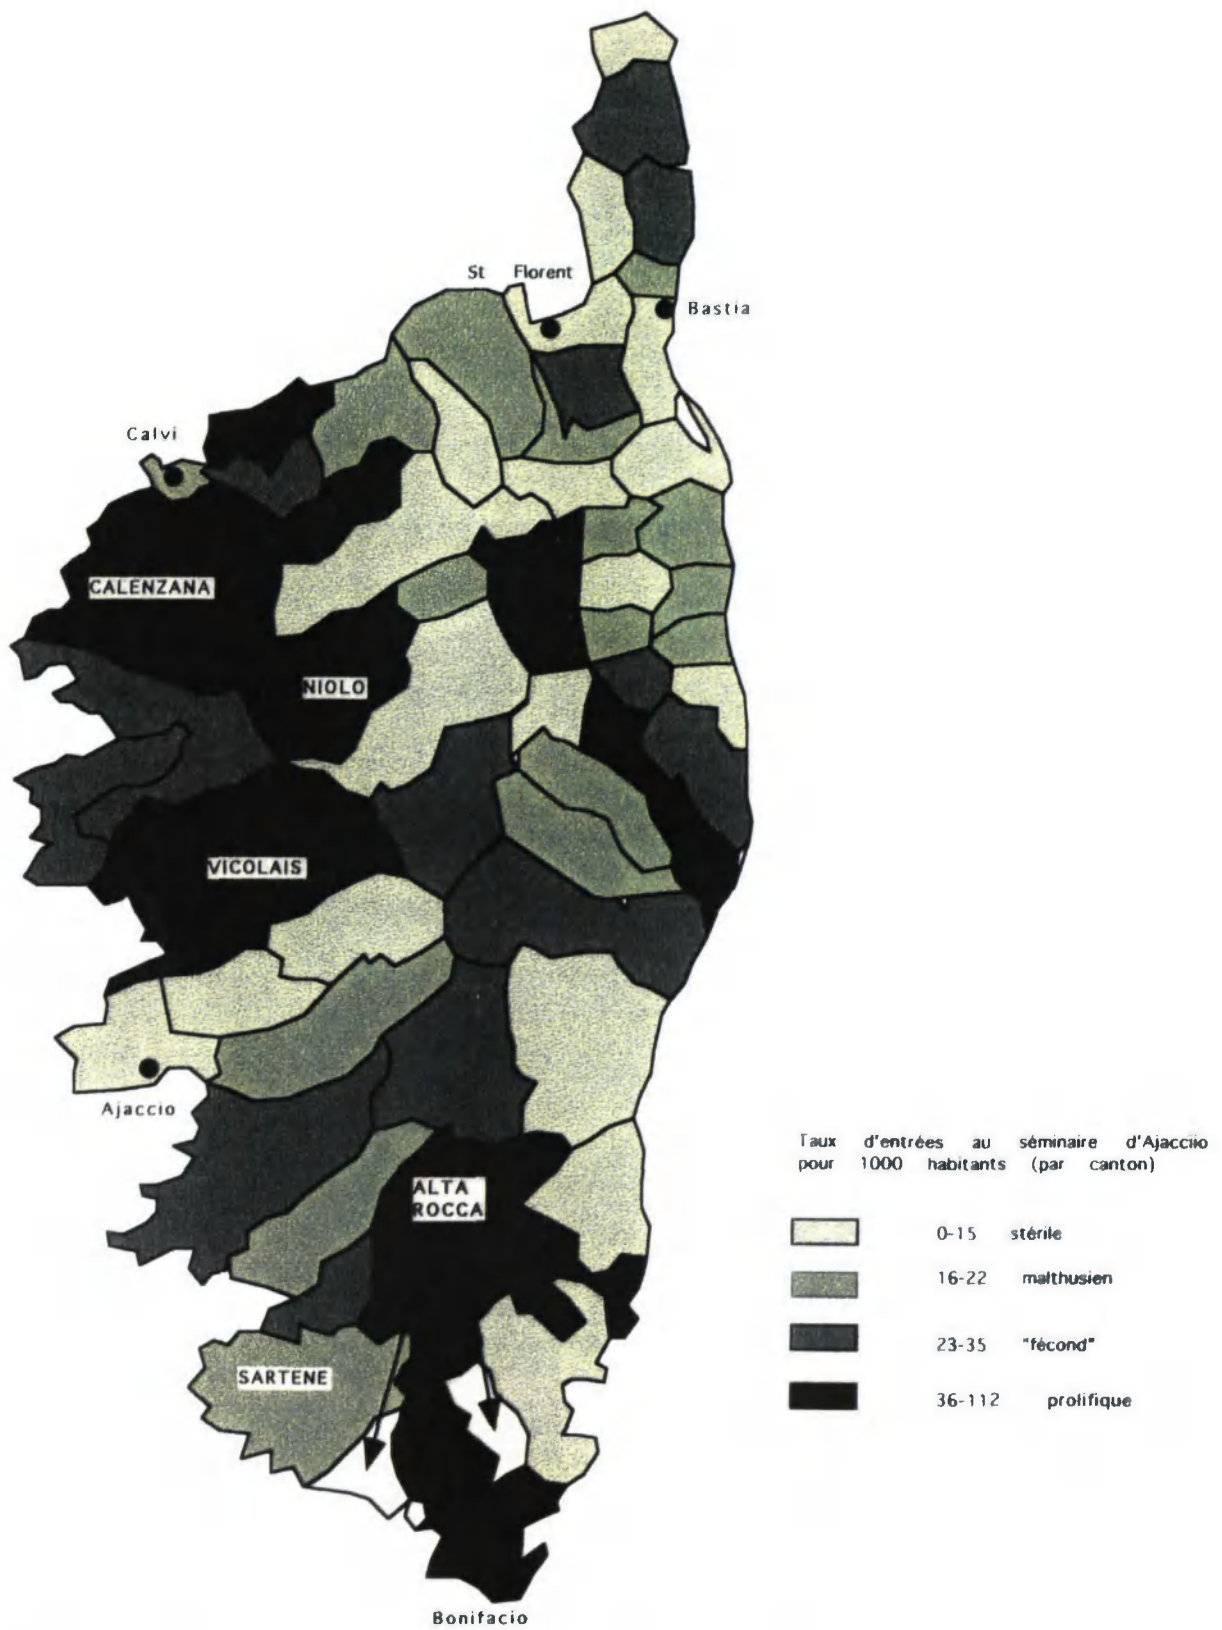 St Florent
Bastia
Calvi
CALENZANA
NIOLO
VICOLAIS
Ajaccio
Taux d'entrées au séminaire d'Ajacciio
pour 1000 habitants (par canton)
ALTA
ROCCA
0-15 stérile
16-22 malthusien
23-35 "fécond"
SARTENE
36-112 prolifique
Bonifacio